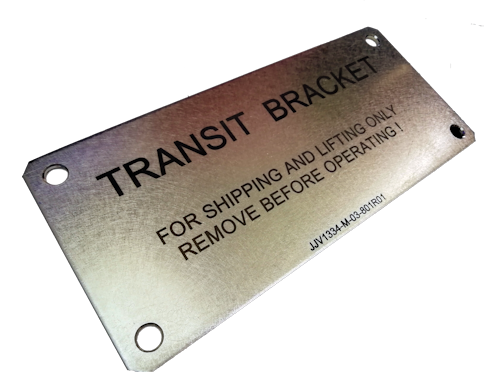 TRANSIT BRACKET
FOR SHIPPING AND LIFTING ONLY
REMOVE BEFORE OPERATING !
JJV1334-M-03-801R01